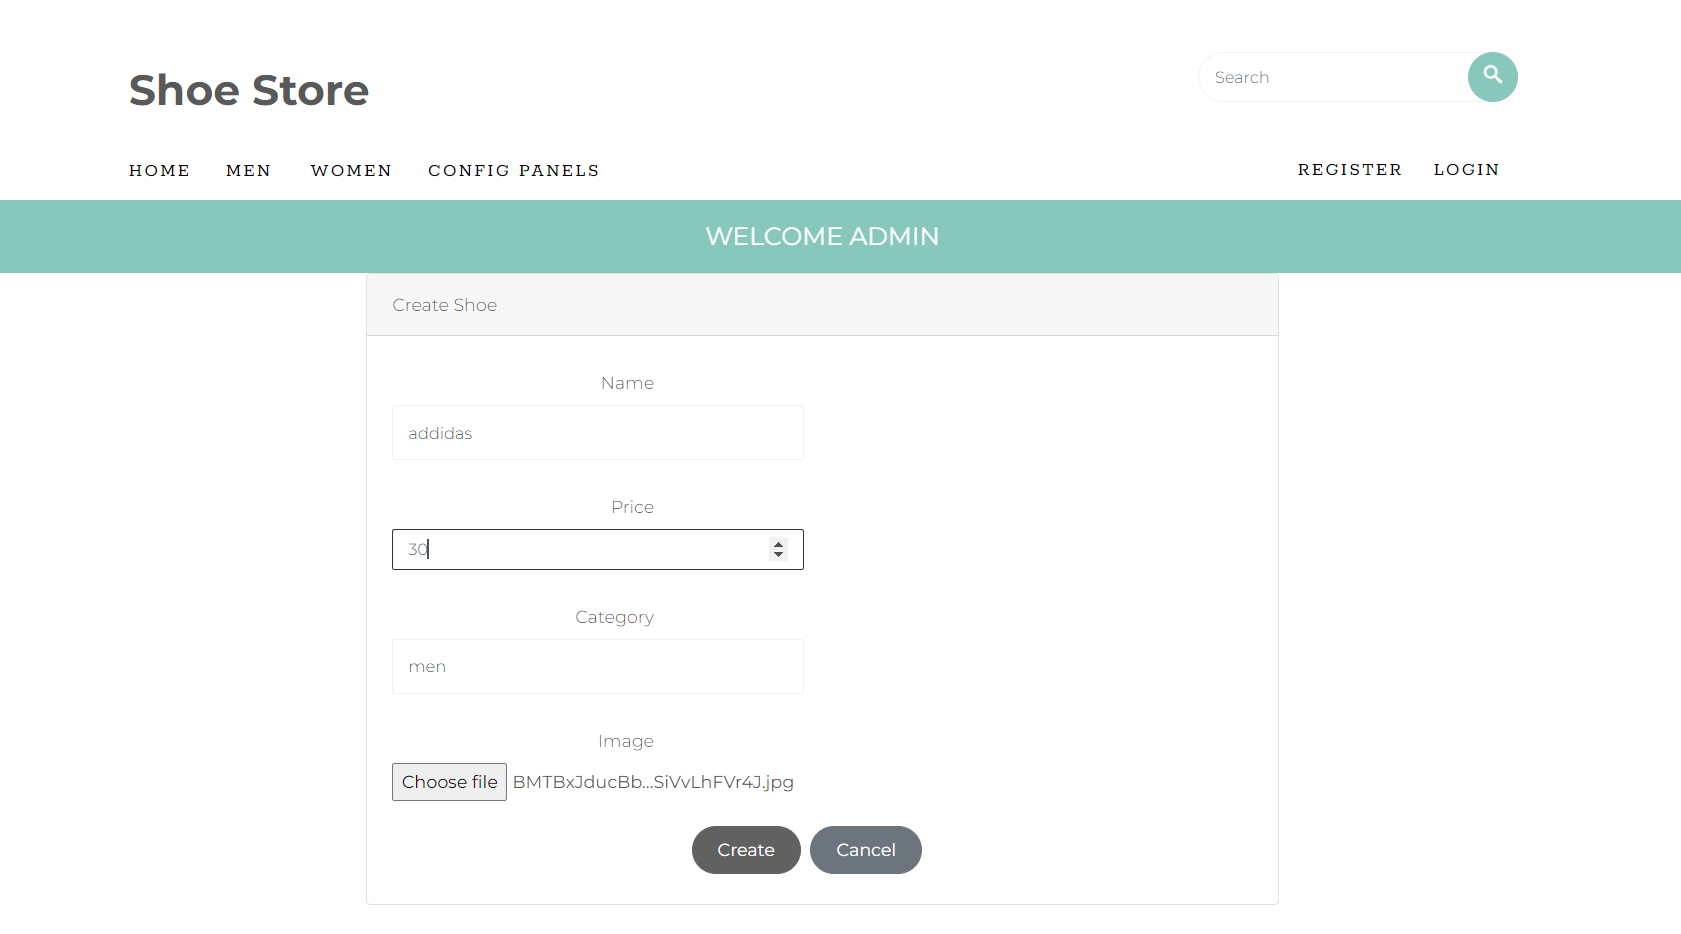 Shoe Store
Search
HOME MEN WOMEN CONFIG PANELS REGISTER LOGIN
WELCOME ADMIN
Create Shoe
Name
addidas
Price
30
Category
men
Image
Choose file BMTBxJducBb...SiVvLhFVr4J.jpg
Create Cancel